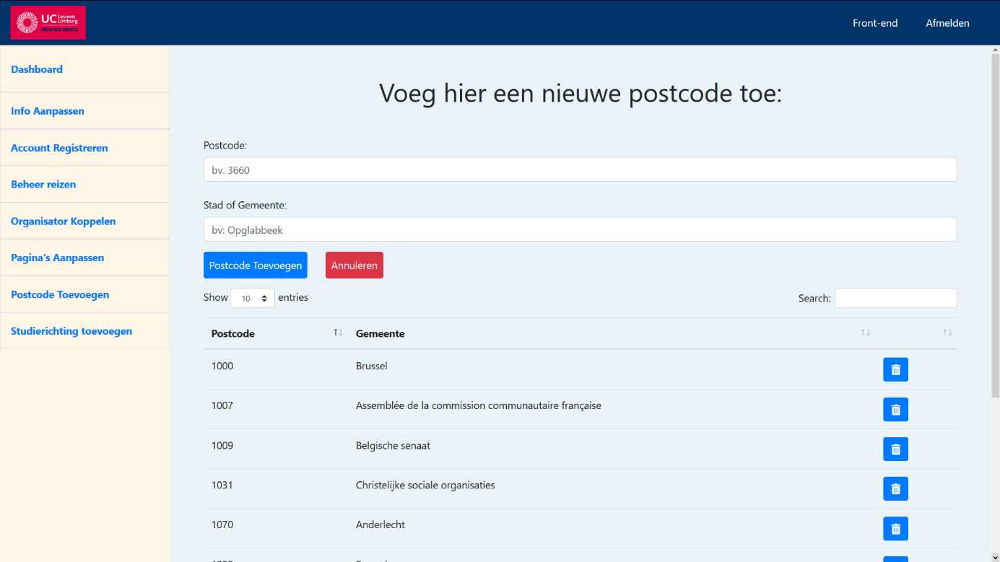 UC Leuven Limburg
MOVING MINDS
Front-end
Afmelden
Dashboard
Info Aanpassen
Account Registreren
Beheer reizen
Organisator Koppelen
Pagina's Aanpassen
Postcode Toevoegen
Studierichting toevoegen
Voeg hier een nieuwe postcode toe:
Postcode:
bv. 3660
Stad of Gemeente:
bv: Opglabbeek
Postcode Toevoegen
Annuleren
Show 10 entries
Search:
Postcode Gemeente
1000 Brussel
1007 Assemblée de la commission communautaire française
1009 Belgische senaat
1031 Christelijke sociale organisaties
1070 Anderlecht